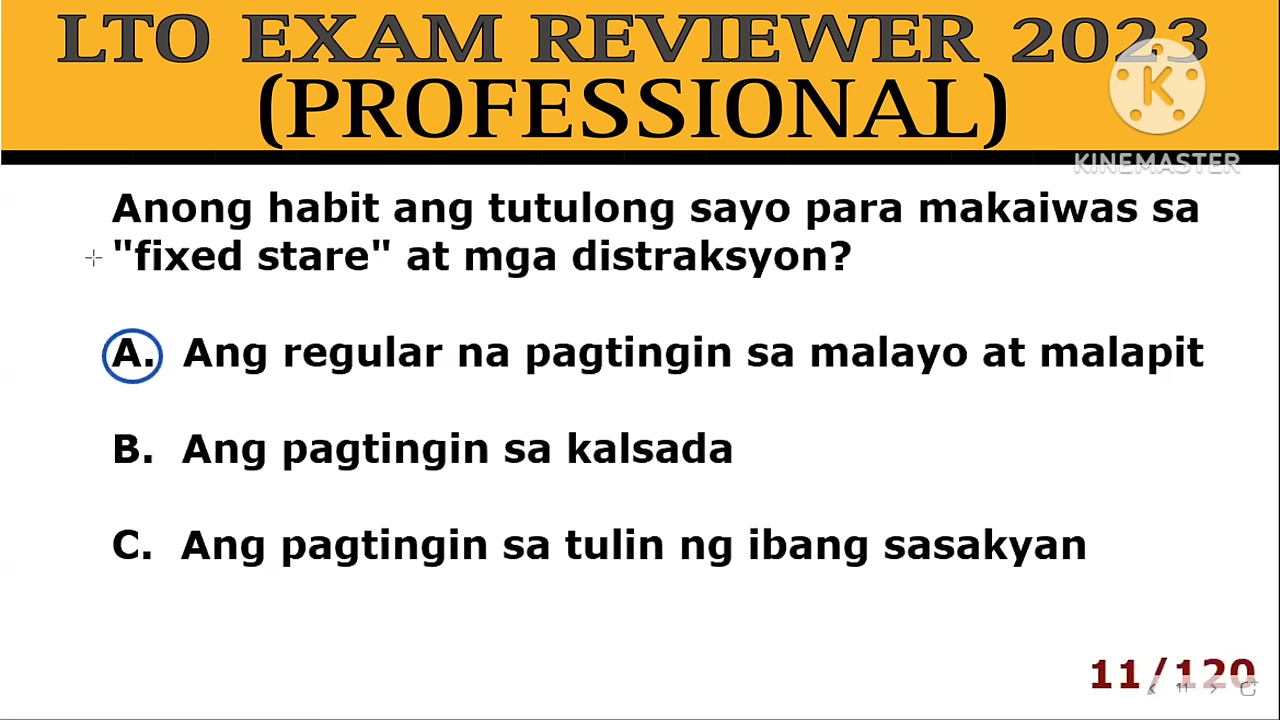 LTO EXAM REVIEWER 2023
(PROFESSIONAL)
K
KINEMASTER
Anong habit ang tutulong sayo para makaiwas sa
"fixed stare" at mga distraksyon?
A. Ang regular na pagtingin sa malayo at malapit
B. Ang pagtingin sa kalsada
C. Ang pagtingin sa tulin ng ibang sasakyan
11/120
11